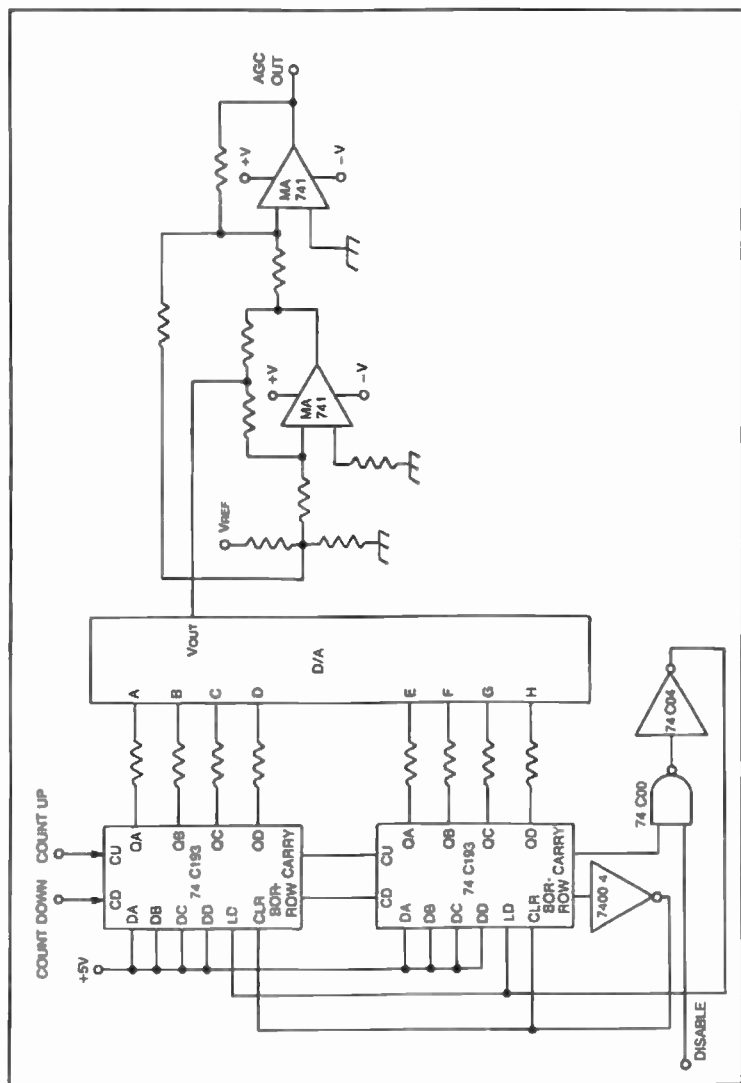 COUNT DOWN
COUNT UP
+5V
DA
DB
DC
DD
LD
CLR
CD
CU
QA
QB
QC
QD
74 C193
BOR-
ROW
CARRY
DA
DB
DC
DD
LD
CLR
CD
CU
QA
QB
QC
QD
74 C193
BOR-
ROW
CARRY
A
B
C
D
E
F
G
H
D/A
VOUT
VREF
MA
741
+V
-V
MA
741
+V
-V
AGC
OUT
7400 4
74 C00
74 C04
DISABLE